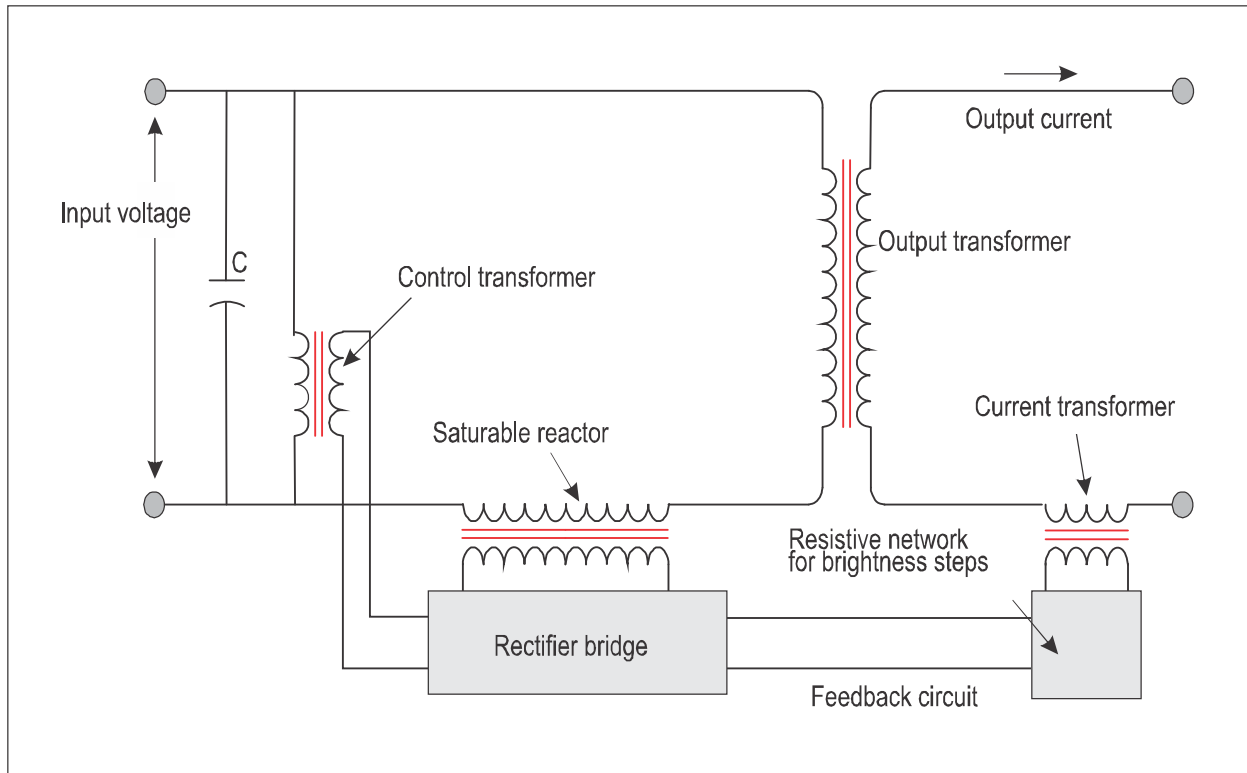 Output current
Input voltage
Output transformer
C
Control transformer
Current transformer
Saturable reactor
Resistive network
for brightness steps
Rectifier bridge
Feedback circuit